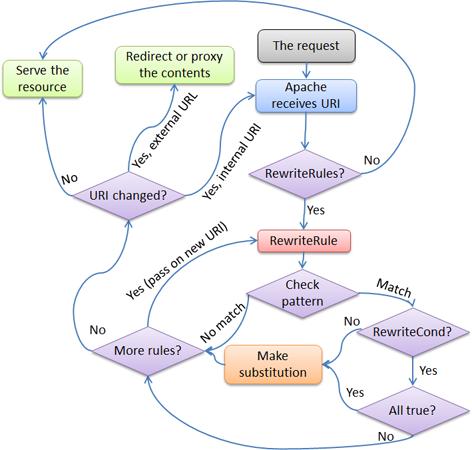 The request
Serve the
resource
Redirect or proxy
the contents
Apache
receives URI
Yes, external URL
Yes, internal URI
RewriteRules?
No
No
URI changed?
Yes
RewriteRule
Yes (pass on new URI)
Check
pattern
Match
No match
No
RewriteCond?
No
More rules?
Make
substitution
Yes
Yes
All true?
No